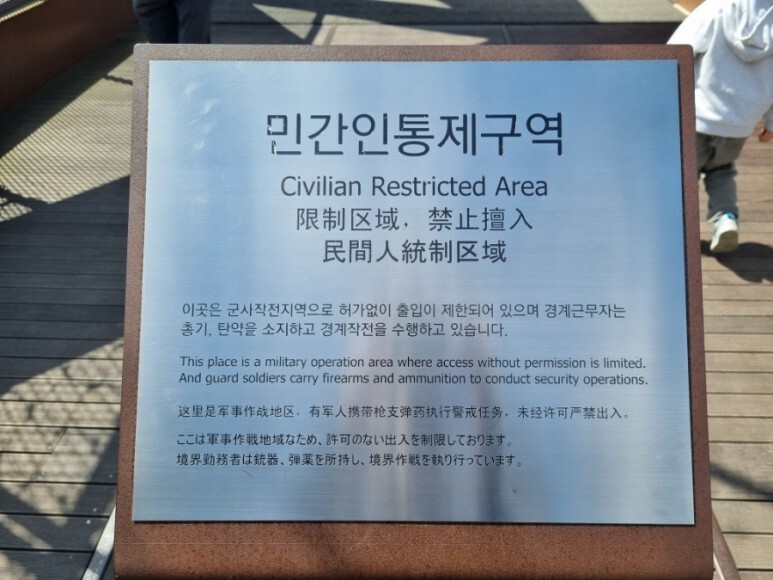 민간인통제구역
Civilian Restricted Area
限制区域，禁止擅入
民間人統制区域
이곳은 군사작전지역으로 허가없이 출입이 제한되어 있으며 경계근무자는
총기, 탄약을 소지하고 경계작전을 수행하고 있습니다.
This place is a military operation area where access without permission is limited.
And guard soldiers carry firearms and ammunition to conduct security operations.
这里是军事作战地区，有军人携带枪支弹药执行警戒任务，未经许可严禁出入。
ここは軍事作戦地域なため、許可のない出入を制限しております。
境界勤務者は銃器、弾薬を所持し、境界作戦を執り行っています。